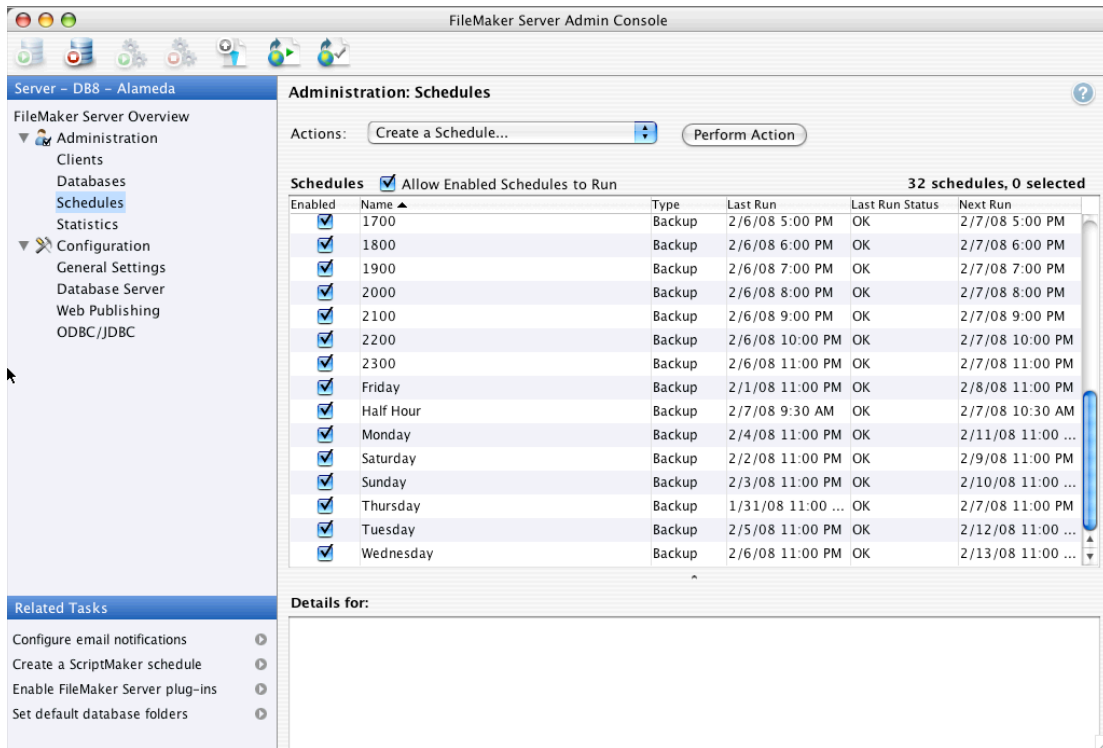 FileMaker Server Admin Console
Server – DB8 – Alameda
FileMaker Server Overview
Administration
Clients
Databases
Schedules
Statistics
Configuration
General Settings
Database Server
Web Publishing
ODBC/JDBC
Related Tasks
Configure email notifications
Create a ScriptMaker schedule
Enable FileMaker Server plug-ins
Set default database folders
Administration: Schedules ?
Actions: Create a Schedule... Perform Action
Schedules Allow Enabled Schedules to Run 32 schedules, 0 selected
Enabled Name Type Last Run Last Run Status Next Run
1700 Backup 2/6/08 5:00 PM OK 2/7/08 5:00 PM
1800 Backup 2/6/08 6:00 PM OK 2/7/08 6:00 PM
1900 Backup 2/6/08 7:00 PM OK 2/7/08 7:00 PM
2000 Backup 2/6/08 8:00 PM OK 2/7/08 8:00 PM
2100 Backup 2/6/08 9:00 PM OK 2/7/08 9:00 PM
2200 Backup 2/6/08 10:00 PM OK 2/7/08 10:00 PM
2300 Backup 2/6/08 11:00 PM OK 2/7/08 11:00 PM
Friday Backup 2/1/08 11:00 PM OK 2/8/08 11:00 PM
Half Hour Backup 2/7/08 9:30 AM OK 2/7/08 10:30 AM
Monday Backup 2/4/08 11:00 PM OK 2/11/08 11:00 ...
Saturday Backup 2/2/08 11:00 PM OK 2/9/08 11:00 PM
Sunday Backup 2/3/08 11:00 PM OK 2/10/08 11:00 ...
Thursday Backup 1/31/08 11:00 ... OK 2/7/08 11:00 PM
Tuesday Backup 2/5/08 11:00 PM OK 2/12/08 11:00 ...
Wednesday Backup 2/6/08 11:00 PM OK 2/13/08 11:00 ...
Details for: